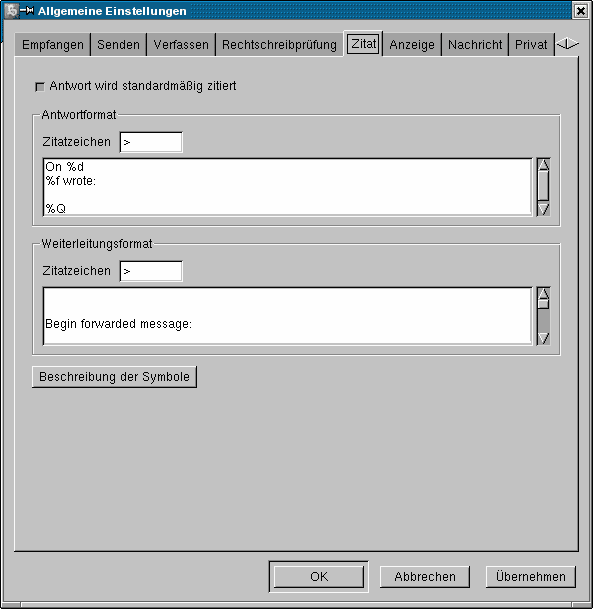 Allgemeine Einstellungen
Empfangen Senden Verfassen Rechtschreibprüfung Zitat Anzeige Nachricht Privat
Antwort wird standardmäßig zitiert
Antwortformat
Zitatzeichen >
On %d
%f wrote:
%Q
Weiterleitungsformat
Zitatzeichen >
Begin forwarded message:
Beschreibung der Symbole
OK Abbrechen Übernehmen